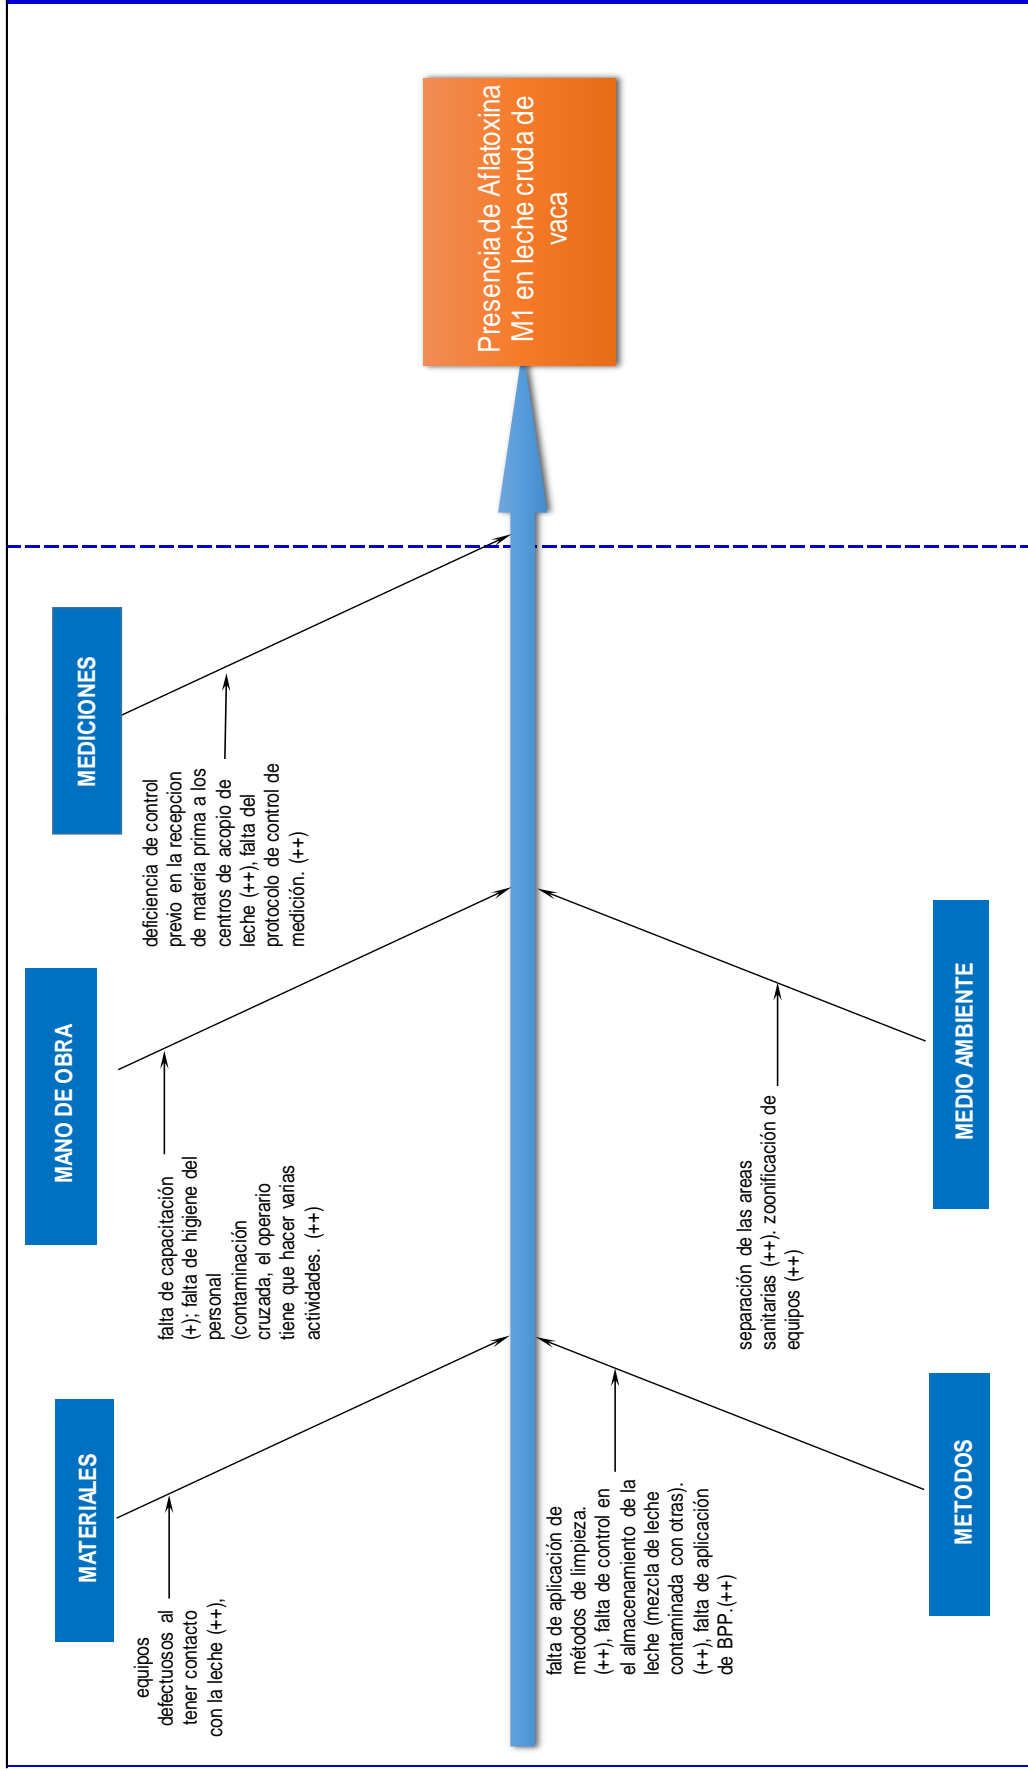 MATERIALES
equipos
defectuosos al
tener contacto
con la leche (++),
MANO DE OBRA
falta de capacitación
(+); falta de higiene del
personal
(contaminación
cruzada, el operario
tiene que hacer varias
actividades. (++)
MEDICIONES
deficiencia de control
previo en la recepcion
de materia prima a los
centros de acopio de
leche (++), falta del
protocolo de control de
medición. (++)
Presencia de Aflatoxina
M1 en leche cruda de
vaca
falta de aplicación de
métodos de limpieza.
(++), falta de control en
el almacenamiento de la
leche (mezcla de leche
contaminada con otras).
(++), falta de aplicación
de BPP.(++)
METODOS
separación de las areas
sanitarias (++). zoonificación de
equipos (++)
MEDIO AMBIENTE